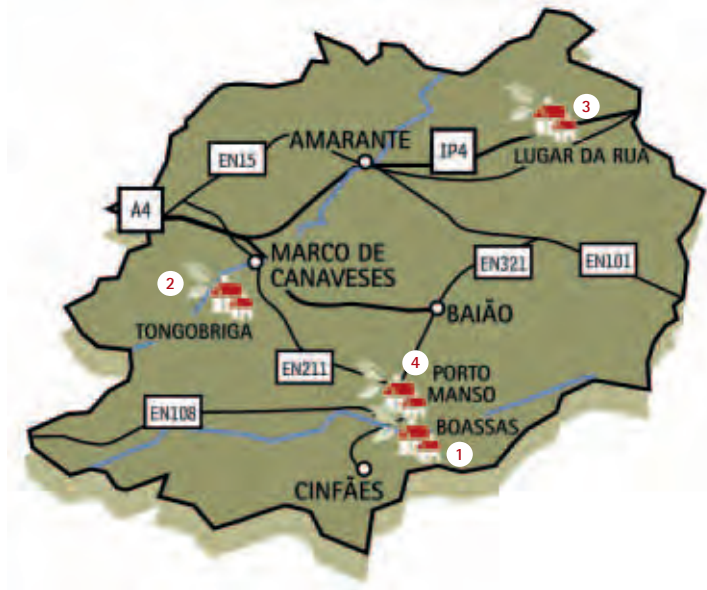 3
AMARANTE
IP4
EN15
LUGAR DA RUA
A4
MARCO DE
CANAVESES
EN321
EN101
2
BAIÃO
TONGOBRIGA
4
EN211
PORTO
MANSO
EN108
BOASSAS
1
CINFÃES